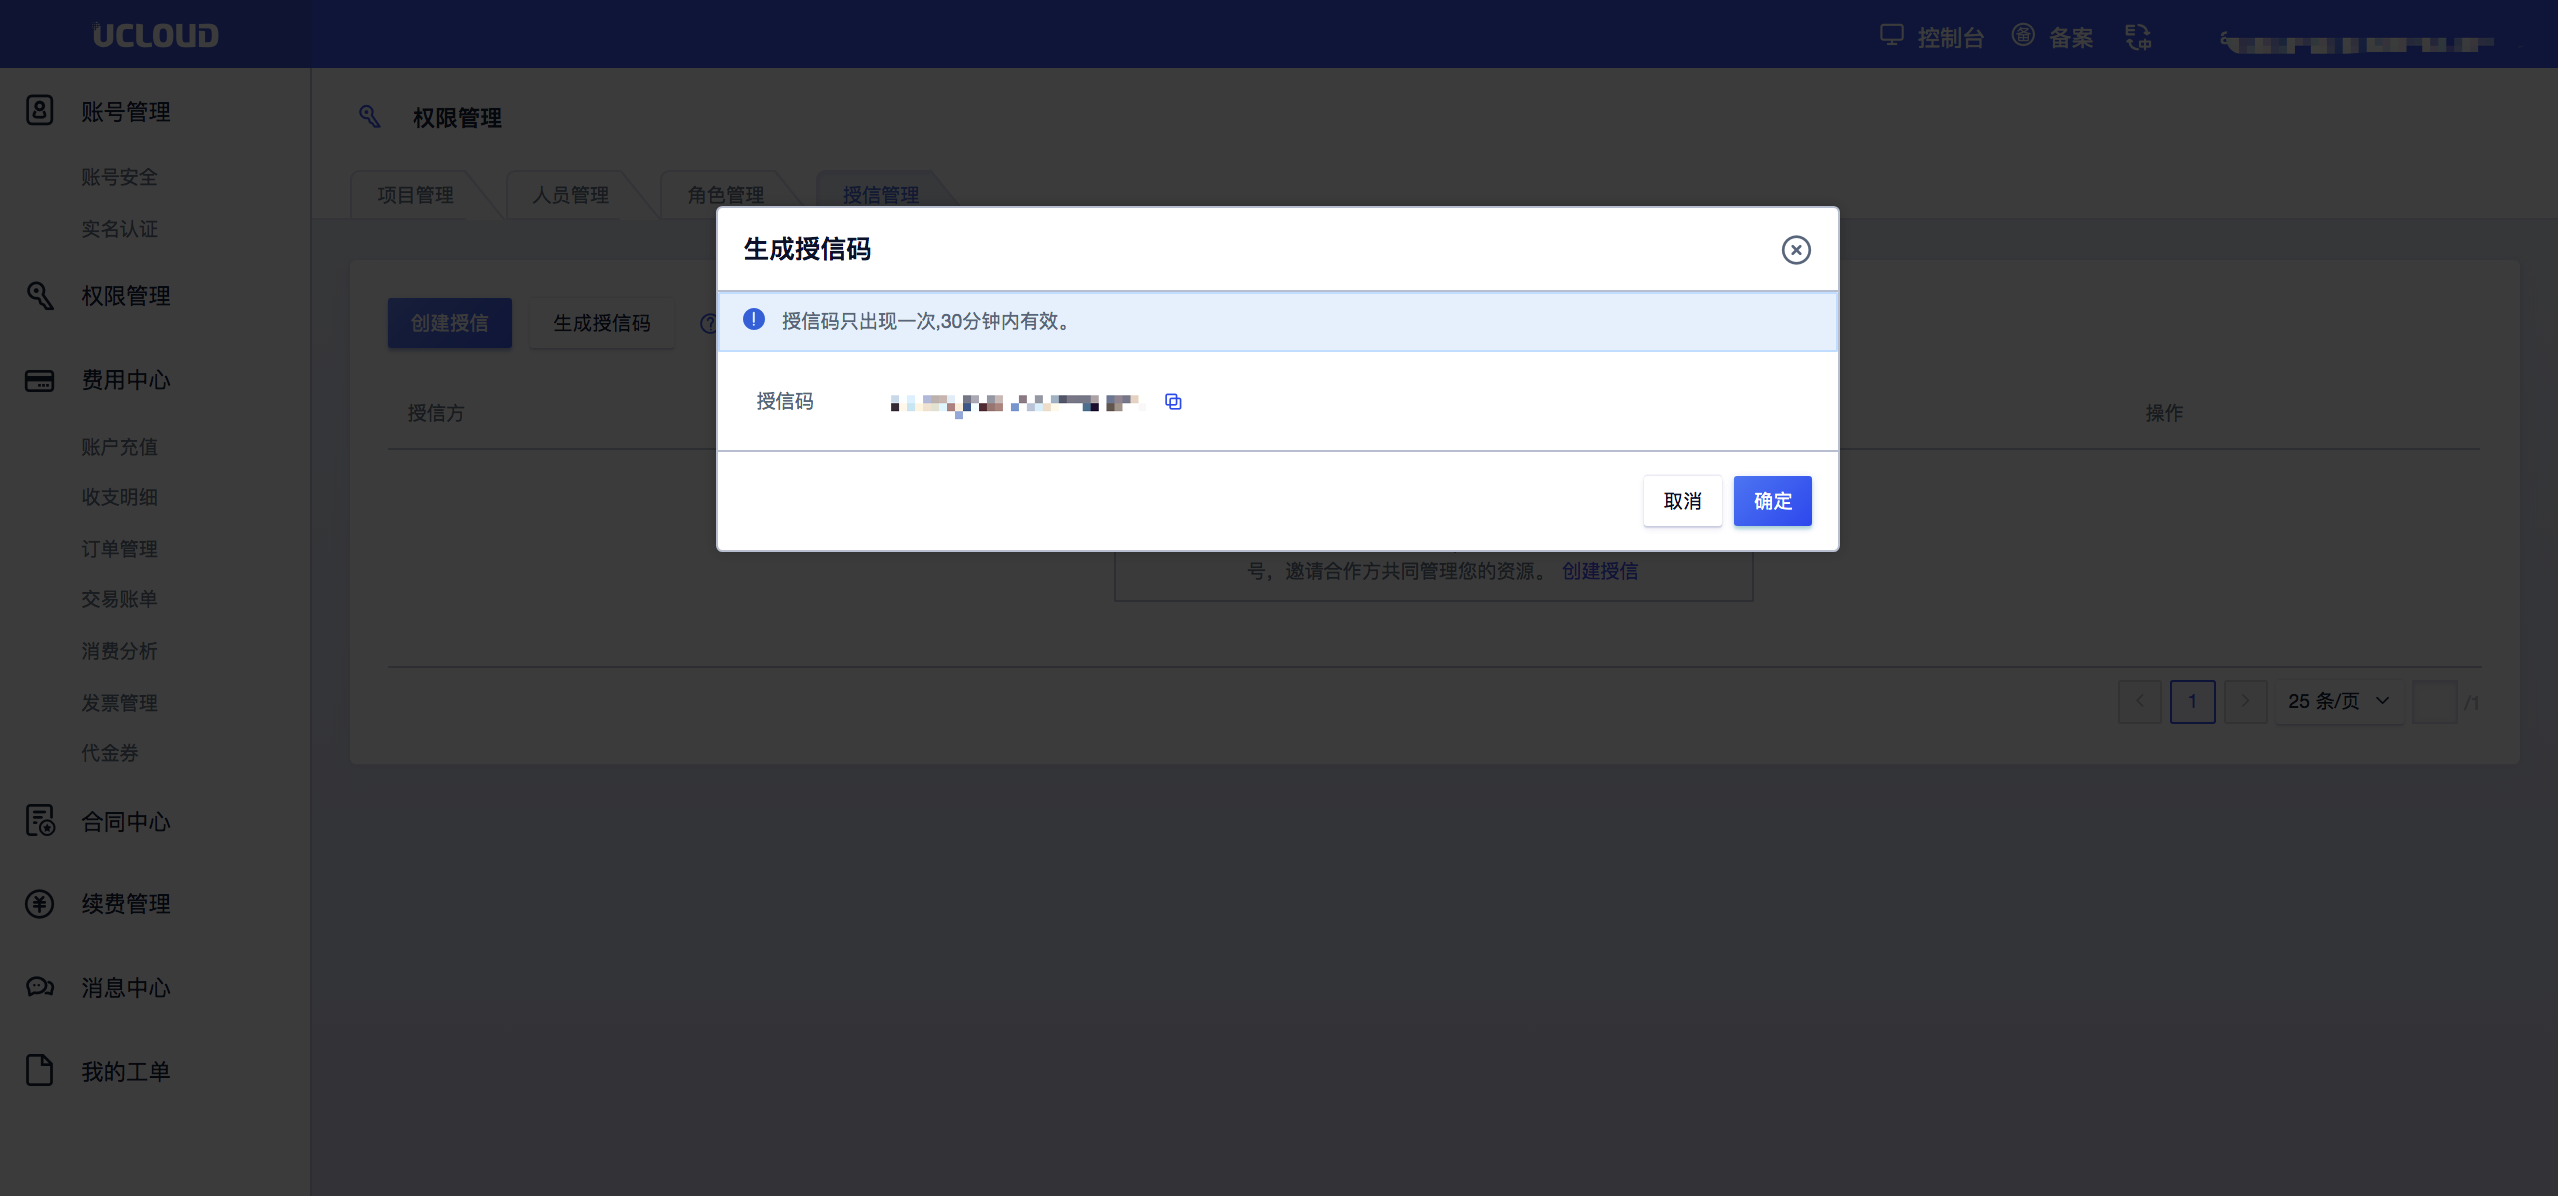 UCLOUD
控制台
备案
账号管理
账号安全
实名认证
权限管理
费用中心
账户充值
收支明细
订单管理
交易账单
消费分析
发票管理
代金券
合同中心
续费管理
消息中心
我的工单
权限管理
项目管理
人员管理
角色管理
授信管理
创建授信
生成授信码
授信方
操作
生成授信码
授信码只出现一次,30分钟内有效。
授信码
取消
确定
号，邀请合作方共同管理您的资源。 创建授信
1
25 条/页
/1